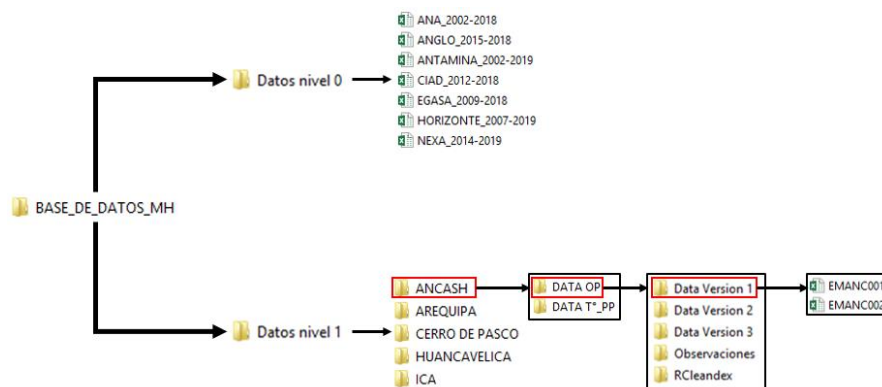 ANA_2002-2018
ANGLO_2015-2018
ANTAMINA_2002-2019
Datos nivel 0
CIAD_2012-2018
EGASA_2009-2018
HORIZONTE_2007-2019
NEXA_2014-2019
BASE_DE_DATOS_MH
Datos nivel 1
ANCASH
AREQUIPA
CERRO DE PASCO
HUANCAVELICA
ICA
DATA OP
DATA T°_PP
Data Version 1
Data Version 2
Data Version 3
Observaciones
RCleandex
EMANC001
EMANC002